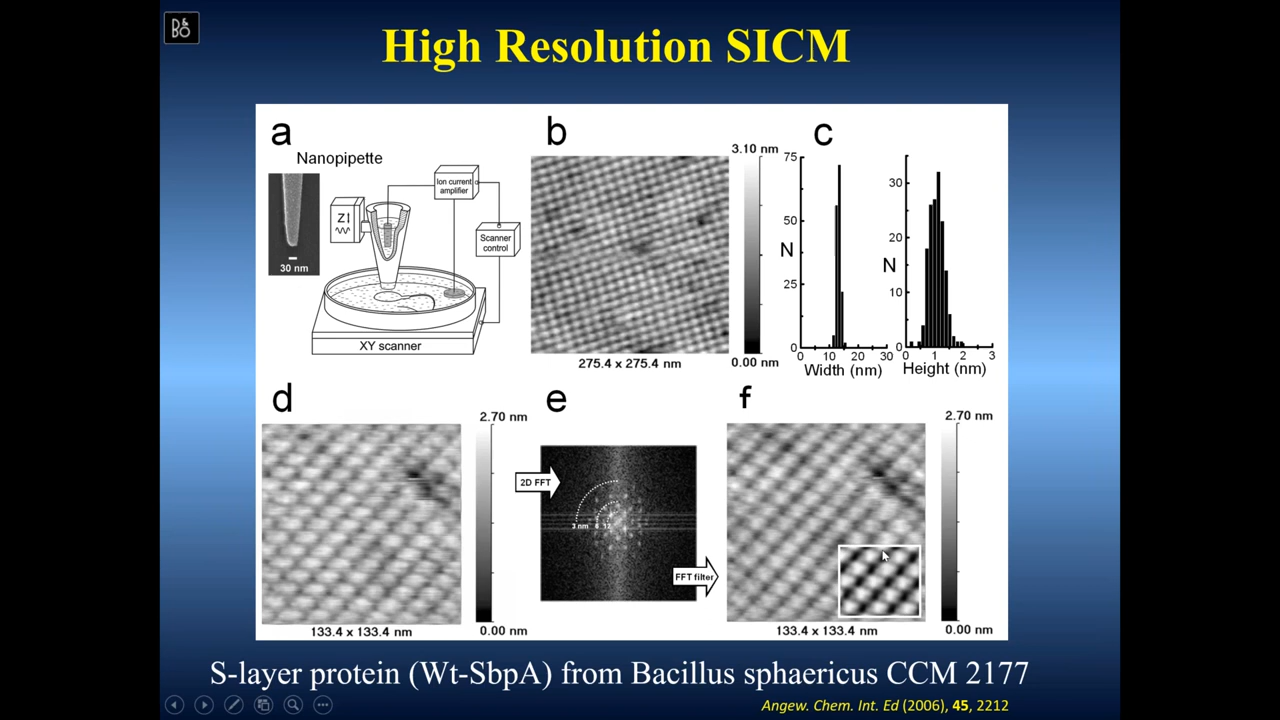 B&O
High Resolution SICM
a
Nanopipette
30 nm
Z
Ion current
amplifier
Scanner
control
XY scanner
b
3.10 nm
0.00 nm
275.4 x 275.4 nm
c
75
50
N
25
0
0 10 20 30
Width (nm)
30
20
N
10
0
0 1 2 3
Height (nm)
d
2.70 nm
0.00 nm
133.4 x 133.4 nm
e
2D FFT
3 nm 6 12
FFT filter
f
2.70 nm
0.00 nm
133.4 x 133.4 nm
S-layer protein (Wt-SbpA) from Bacillus sphaericus CCM 2177
Angew. Chem. Int. Ed (2006), 45, 2212